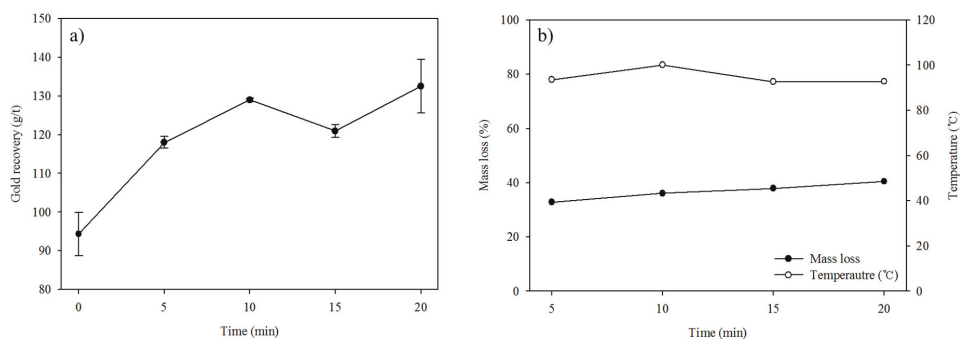 a)
150
140
130
120
110
100
90
80
Gold recovery (g/t)
0 5 10 15 20
Time (min)
b)
100
80
60
40
20
0
Mass loss (%)
120
100
80
60
40
20
0
Temperature (℃)
Mass loss
Temperautre (℃)
5 10 15 20
Time (min)